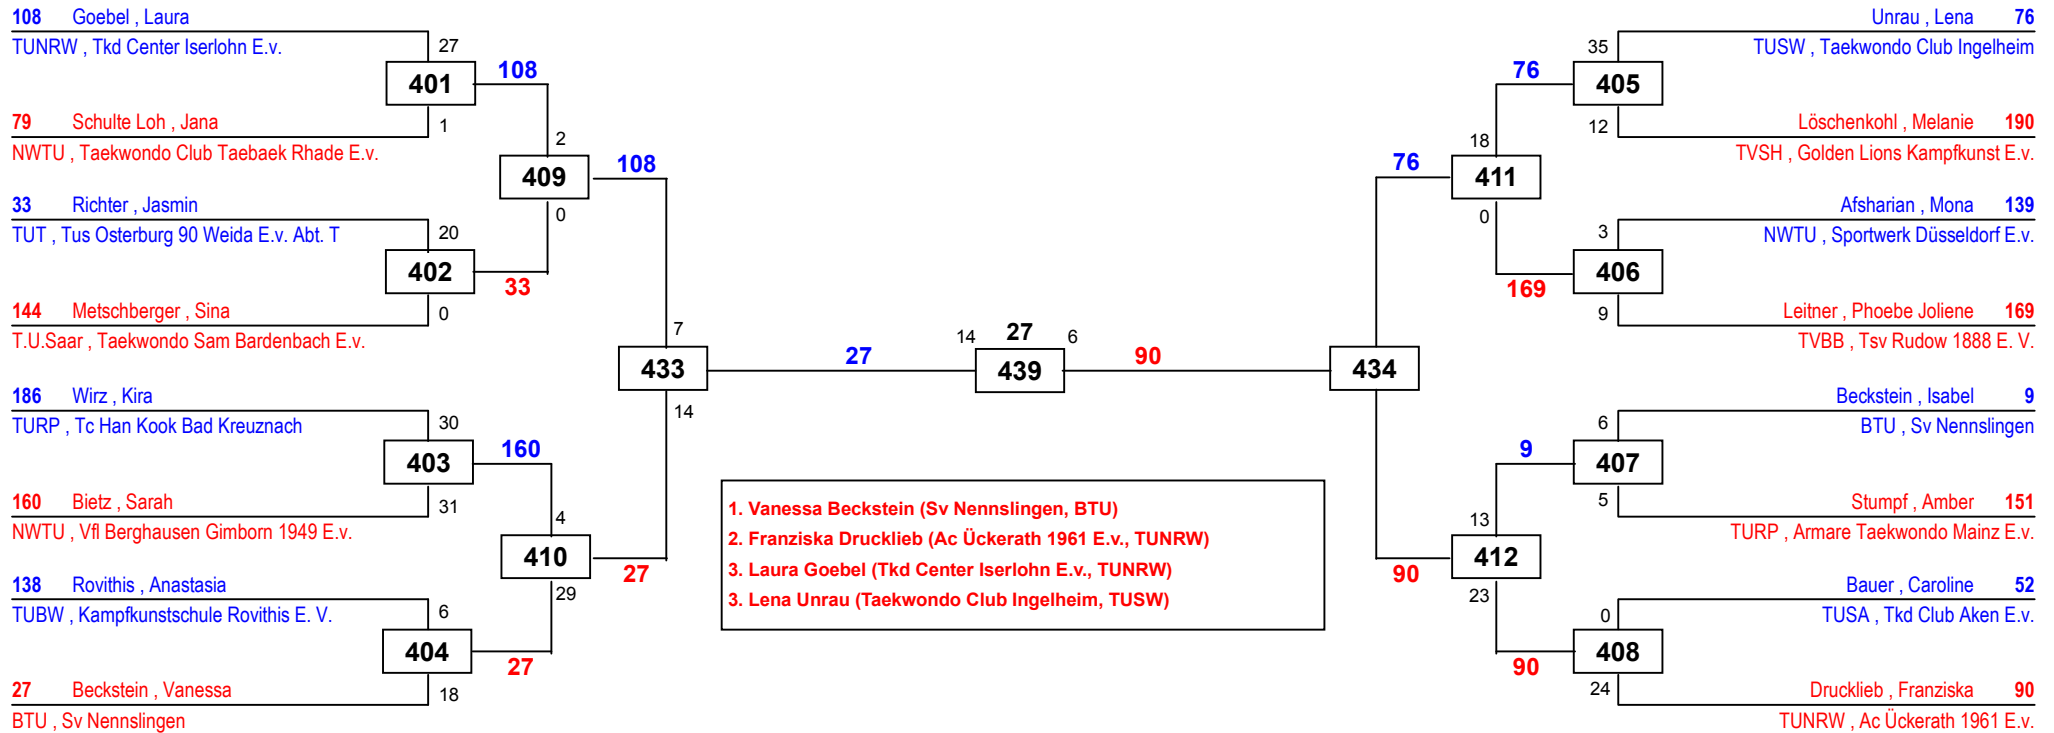 108 Goebel , Laura
TUNRW , Tkd Center Iserlohn E.v.
27
401
108
1
79 Schulte Loh , Jana
NWTU , Taekwondo Club Taebaek Rhade E.v.
2
409
108
0
33 Richter , Jasmin
TUT , Tus Osterburg 90 Weida E.v. Abt. T
20
402
33
0
144 Metschberger , Sina
T.U.Saar , Taekwondo Sam Bardenbach E.v.
7
433
27
14
186 Wirz , Kira
TURP , Tc Han Kook Bad Kreuznach
30
403
160
31
160 Bietz , Sarah
NWTU , Vfl Berghausen Gimborn 1949 E.v.
4
410
27
29
138 Rovithis , Anastasia
TUBW , Kampfkunstschule Rovithis E. V.
6
404
27
18
27 Beckstein , Vanessa
BTU , Sv Nennslingen
14 27 6
439
90
1. Vanessa Beckstein (Sv Nennslingen, BTU)
2. Franziska Drucklieb (Ac Ückerath 1961 E.v., TUNRW)
3. Laura Goebel (Tkd Center Iserlohn E.v., TUNRW)
3. Lena Unrau (Taekwondo Club Ingelheim, TUSW)
Unrau , Lena 76
TUSW , Taekwondo Club Ingelheim
35
76
405
12
Löschenkohl , Melanie 190
TVSH , Golden Lions Kampfkunst E.v.
18
76
411
0
Afsharian , Mona 139
NWTU , Sportwerk Düsseldorf E.v.
3
406
169
9
Leitner , Phoebe Joliene 169
TVBB , Tsv Rudow 1888 E. V.
434
Beckstein , Isabel 9
BTU , Sv Nennslingen
6
9
407
5
Stumpf , Amber 151
TURP , Armare Taekwondo Mainz E.v.
13
412
90
23
Bauer , Caroline 52
TUSA , Tkd Club Aken E.v.
0
408
90
24
Drucklieb , Franziska 90
TUNRW , Ac Ückerath 1961 E.v.